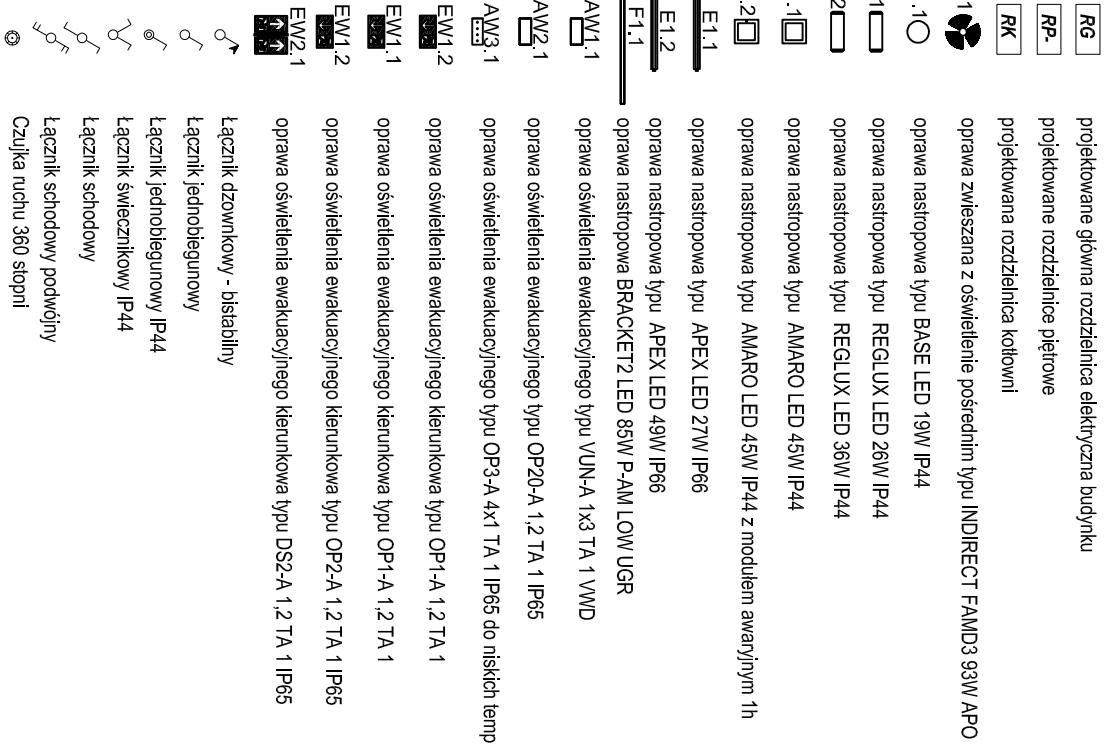 RG projektowane główna rozdzielnica elektryczna budynku
RP- projektowane rozdzielnice piętrowe
RK projektowana rozdzielnica kotłowni
1 oprawa zwieszana z oświetlenie pośrednim typu INDIRECT FAMD3 93W APO
.1 oprawa nastropowa typu BASE LED 19W IP44
1 oprawa nastropowa typu REGLUX LED 26W IP44
2 oprawa nastropowa typu REGLUX LED 36W IP44
.1 oprawa nastropowa typu AMARO LED 45W IP44
.2 oprawa nastropowa typu AMARO LED 45W IP44 z modułem awaryjnym 1h
E1.1 oprawa nastropowa typu APEX LED 27W IP66
E1.2 oprawa nastropowa typu APEX LED 49W IP66
F1.1 oprawa nastropowa BRACKET2 LED 85W P-AM LOW UGR
AW1.1 oprawa oświetlenia ewakuacyjnego typu VUN-A 1x3 TA 1 VWD
AW2.1 oprawa oświetlenia ewakuacyjnego typu OP20-A 1,2 TA 1 IP65
AW3.1 oprawa oświetlenia ewakuacyjnego typu OP3-A 4x1 TA 1 IP65 do niskich temp
EW1.2 oprawa oświetlenia ewakuacyjnego kierunkowa typu OP1-A 1,2 TA 1
EW1.1 oprawa oświetlenia ewakuacyjnego kierunkowa typu OP1-A 1,2 TA 1
EW1.2 oprawa oświetlenia ewakuacyjnego kierunkowa typu OP2-A 1,2 TA 1 IP65
EW2.1 oprawa oświetlenia ewakuacyjnego kierunkowa typu DS2-A 1,2 TA 1 IP65
Łącznik dzownkowy - bistabilny
Łącznik jednobiegunowy
Łącznik jednobiegunowy IP44
Łącznik świecznikowy IP44
Łącznik schodowy
Łącznik schodowy podwójny
Czujka ruchu 360 stopni